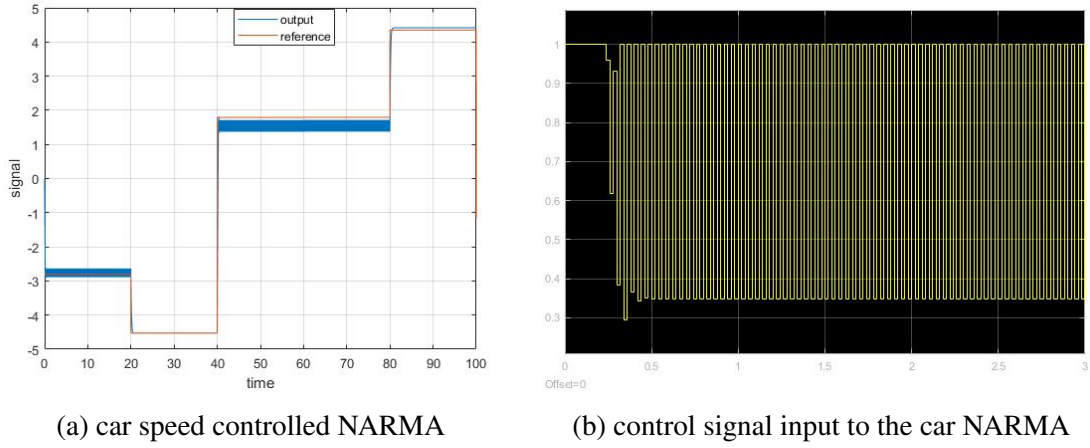 5
4
3
2
1
0
-1
-2
-3
-4
-5
signal
0 10 20 30 40 50 60 70 80 90 100
time
output
reference
1
0.9
0.8
0.7
0.6
0.5
0.4
0.3
0 0.5 1 1.5 2 2.5 3
Offset=0
(a) car speed controlled NARMA
(b) control signal input to the car NARMA